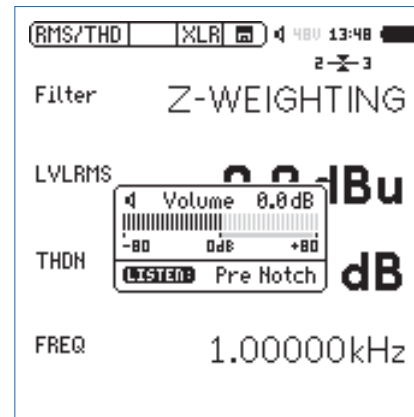 RMS/THD XLR 48V 13:48
2 3
Filter Z-WEIGHTING
LVLRMS dBu
Volume 0.0dB
-80 0dB +80
THDN dB
LISTEN: Pre Notch
FREQ 1.00000kHz